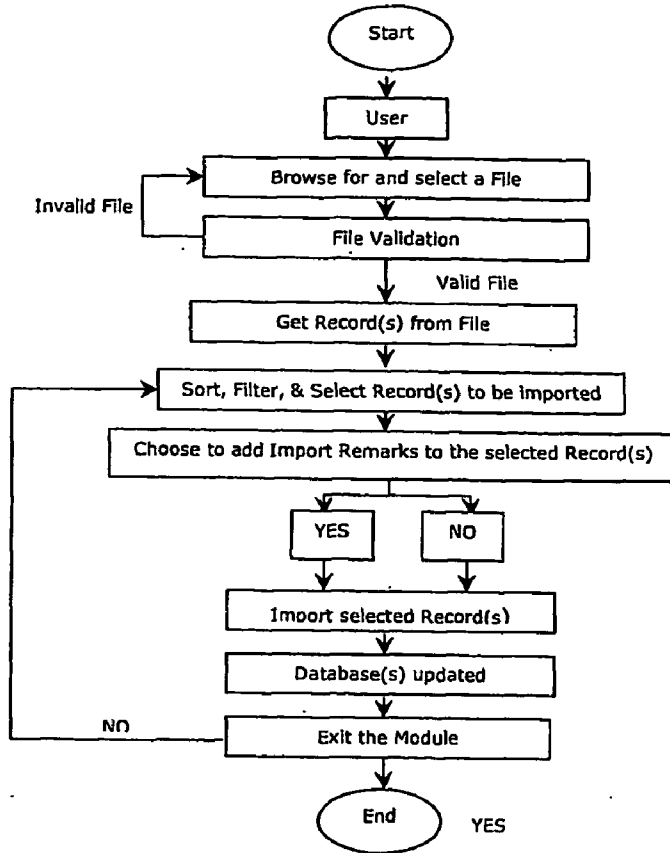 Start
User
Browse for and select a File
Invalid File
File Validation
Valid File
Get Record(s) from File
Sort, Filter, & Select Record(s) to be imported
Choose to add Import Remarks to the selected Record(s)
YES
NO
Import selected Record(s)
Database(s) updated
NO
Exit the Module
End
YES